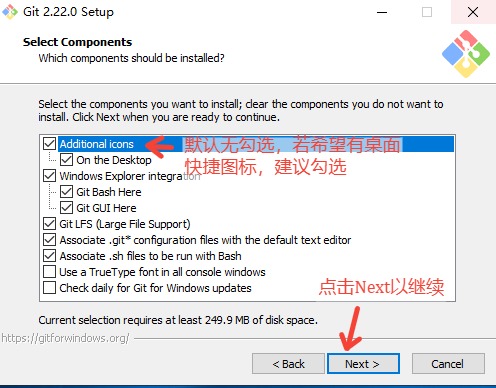 Git 2.22.0 Setup
Select Components
Which components should be installed?
Select the components you want to install; clear the components you do not want to
install. Click Next when you are ready to continue.
Additional icons
默认无勾选，若希望有桌面
On the Desktop
快捷图标，建议勾选
Windows Explorer integration
Git Bash Here
Git GUI Here
Git LFS (Large File Support)
Associate .git* configuration files with the default text editor
Associate .sh files to be run with Bash
Use a TrueType font in all console windows
Check daily for Git for Windows updates
点击Next以继续
Current selection requires at least 249.9 MB of disk space.
https://gitforwindows.org/
< Back
Next >
Cancel